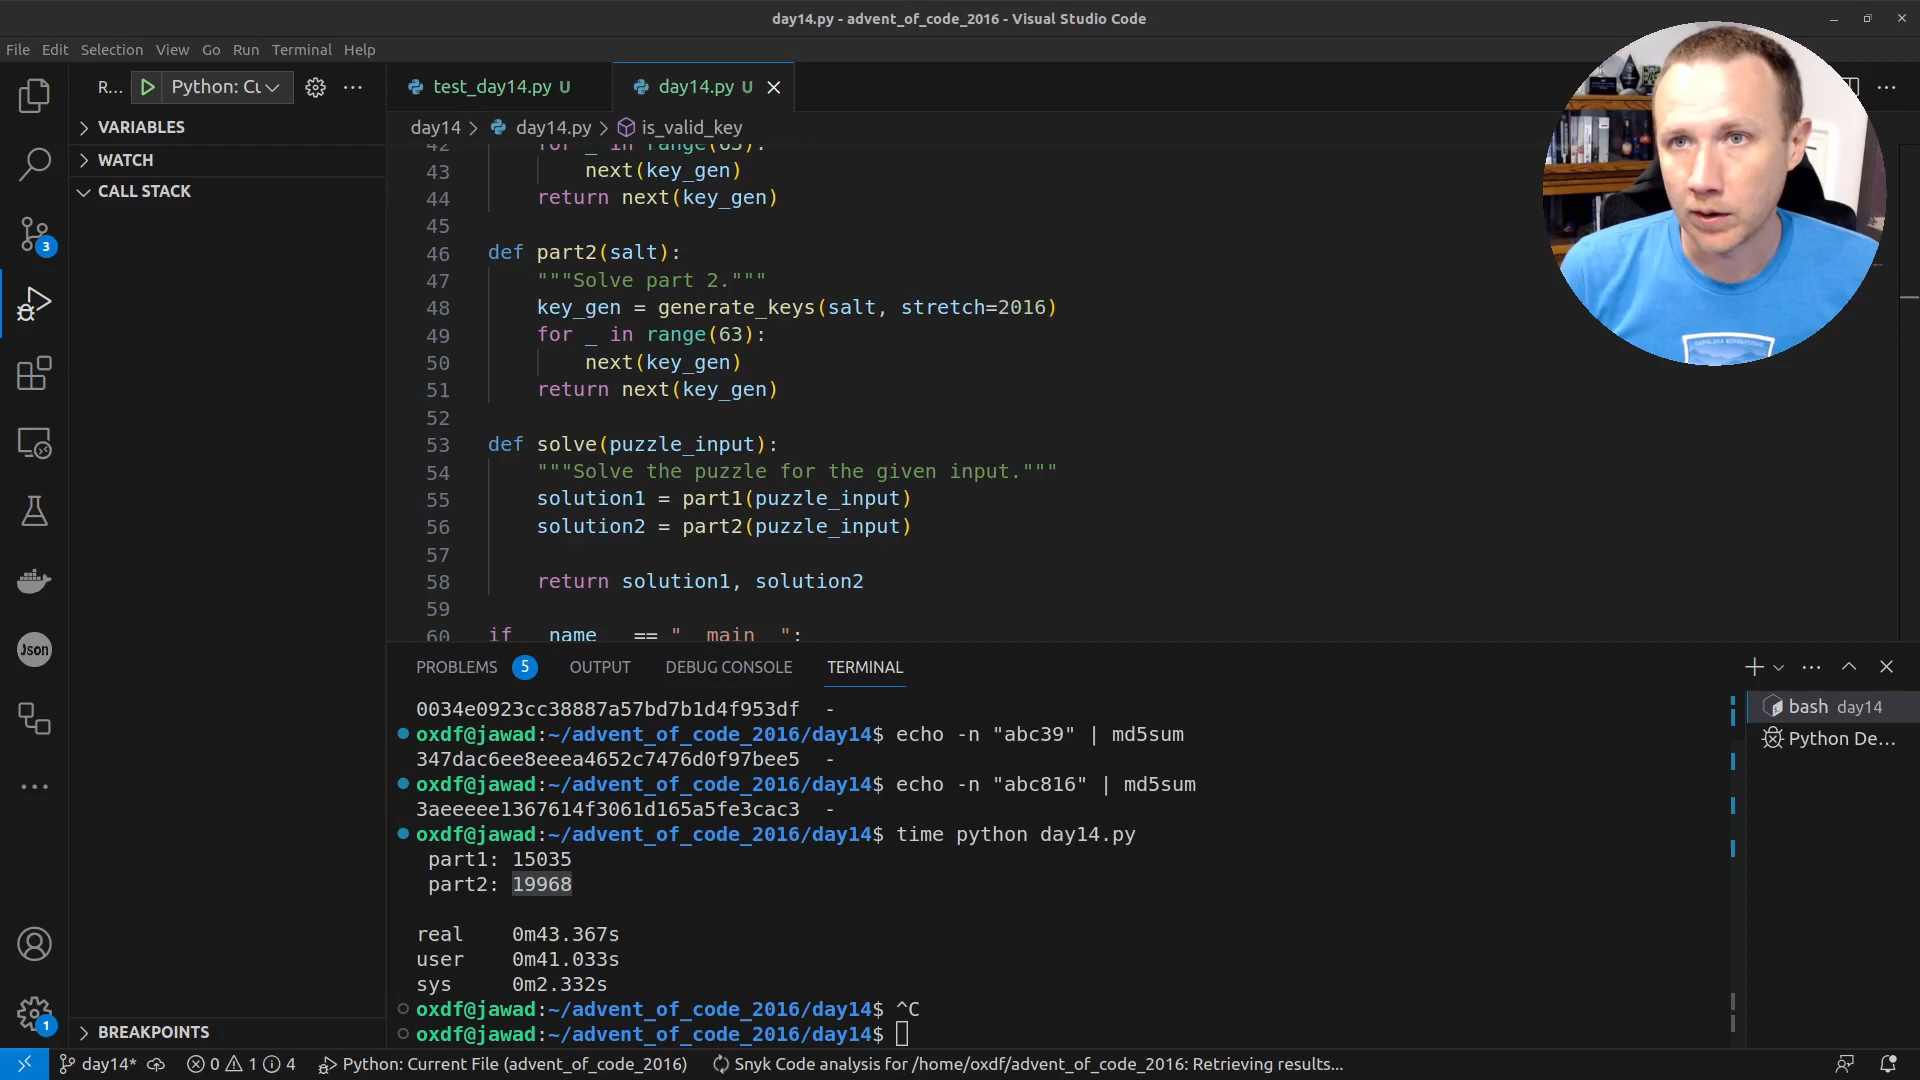 day14.py - advent_of_code_2016 - Visual Studio Code
File Edit Selection View Go Run Terminal Help
R... Python: Cu
test_day14.py U
day14.py U
day14 > day14.py > is_valid_key
VARIABLES
WATCH
CALL STACK
BREAKPOINTS
3
Json
1
42 for _ in range(63):
43 next(key_gen)
44 return next(key_gen)
45
46 def part2(salt):
47 """Solve part 2."""
48 key_gen = generate_keys(salt, stretch=2016)
49 for _ in range(63):
50 next(key_gen)
51 return next(key_gen)
52
53 def solve(puzzle_input):
54 """Solve the puzzle for the given input."""
55 solution1 = part1(puzzle_input)
56 solution2 = part2(puzzle_input)
57
58 return solution1, solution2
59
60 if __name__ == "__main__":
PROBLEMS 5 OUTPUT DEBUG CONSOLE TERMINAL
0034e0923cc38887a57bd7b1d4f953df -
oxdf@jawad:~/advent_of_code_2016/day14$ echo -n "abc39" | md5sum
347dac6ee8eeea4652c7476d0f97bee5 -
oxdf@jawad:~/advent_of_code_2016/day14$ echo -n "abc816" | md5sum
3aeeeee1367614f3061d165a5fe3cac3 -
oxdf@jawad:~/advent_of_code_2016/day14$ time python day14.py
part1: 15035
part2: 19968
real 0m43.367s
user 0m41.033s
sys 0m2.332s
oxdf@jawad:~/advent_of_code_2016/day14$ ^C
oxdf@jawad:~/advent_of_code_2016/day14$
bash day14
Python De...
day14* 0 1 4 Python: Current File (advent_of_code_2016) Snyk Code analysis for /home/oxdf/advent_of_code_2016: Retrieving results...